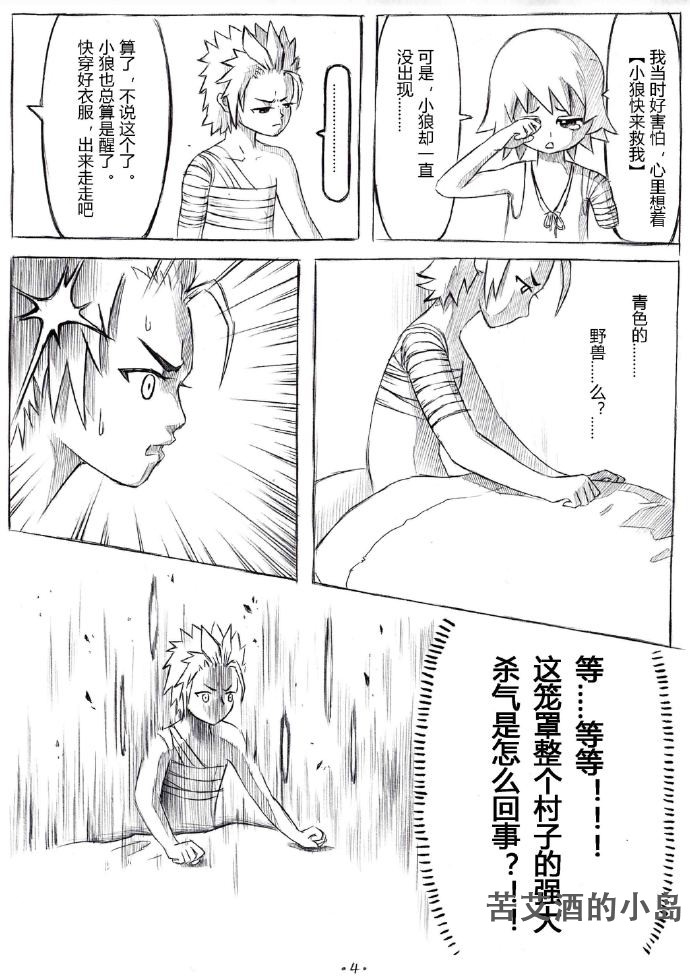 我当时好害怕，心里想着
【小狼快来救我】
可是，小狼却一直
没出现………
…………
算了，不说这个了。
小狼也总算是醒了。
快穿好衣服，出来走走吧
青色的………
野兽……么？……
等……等等！！！
这笼罩整个村子的强大
杀气是怎么回事？！！
苦艾酒的小岛
·4·